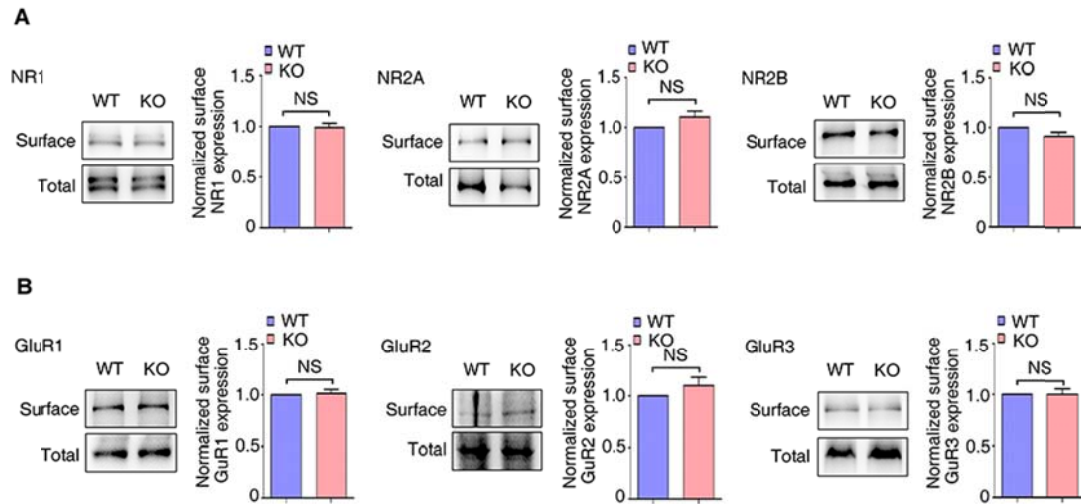 A
NR1
WT KO
Surface
Total
Normalized surface
NR1 expression
1.5
1.0
0.5
0
WT
KO
NS
NR2A
WT KO
Surface
Total
Normalized surface
NR2A expression
1.5
1.0
0.5
0
WT
KO
NS
NR2B
WT KO
Surface
Total
Normalized surface
NR2B expression
1.5
1.0
0.5
0
WT
KO
NS
B
GluR1
WT KO
Surface
Total
Normalized surface
GuR1 expression
1.5
1.0
0.5
0
WT
KO
NS
GluR2
WT KO
Surface
Total
Normalized surface
GuR2 expression
1.5
1.0
0.5
0
WT
KO
NS
GluR3
WT KO
Surface
Total
Normalized surface
GuR3 expression
1.5
1.0
0.5
0
WT
KO
NS